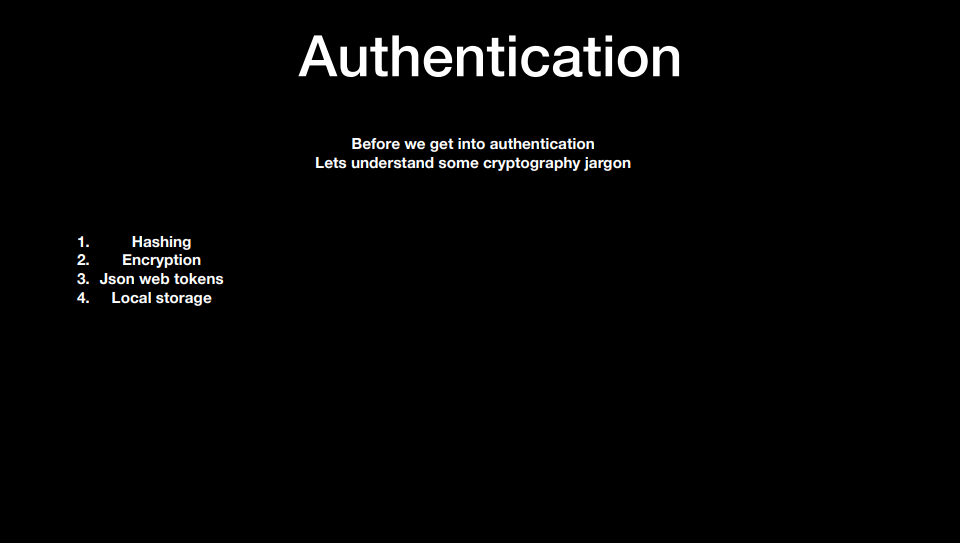 Authentication
Before we get into authentication
Lets understand some cryptography jargon
1. Hashing
2. Encryption
3. Json web tokens
4. Local storage